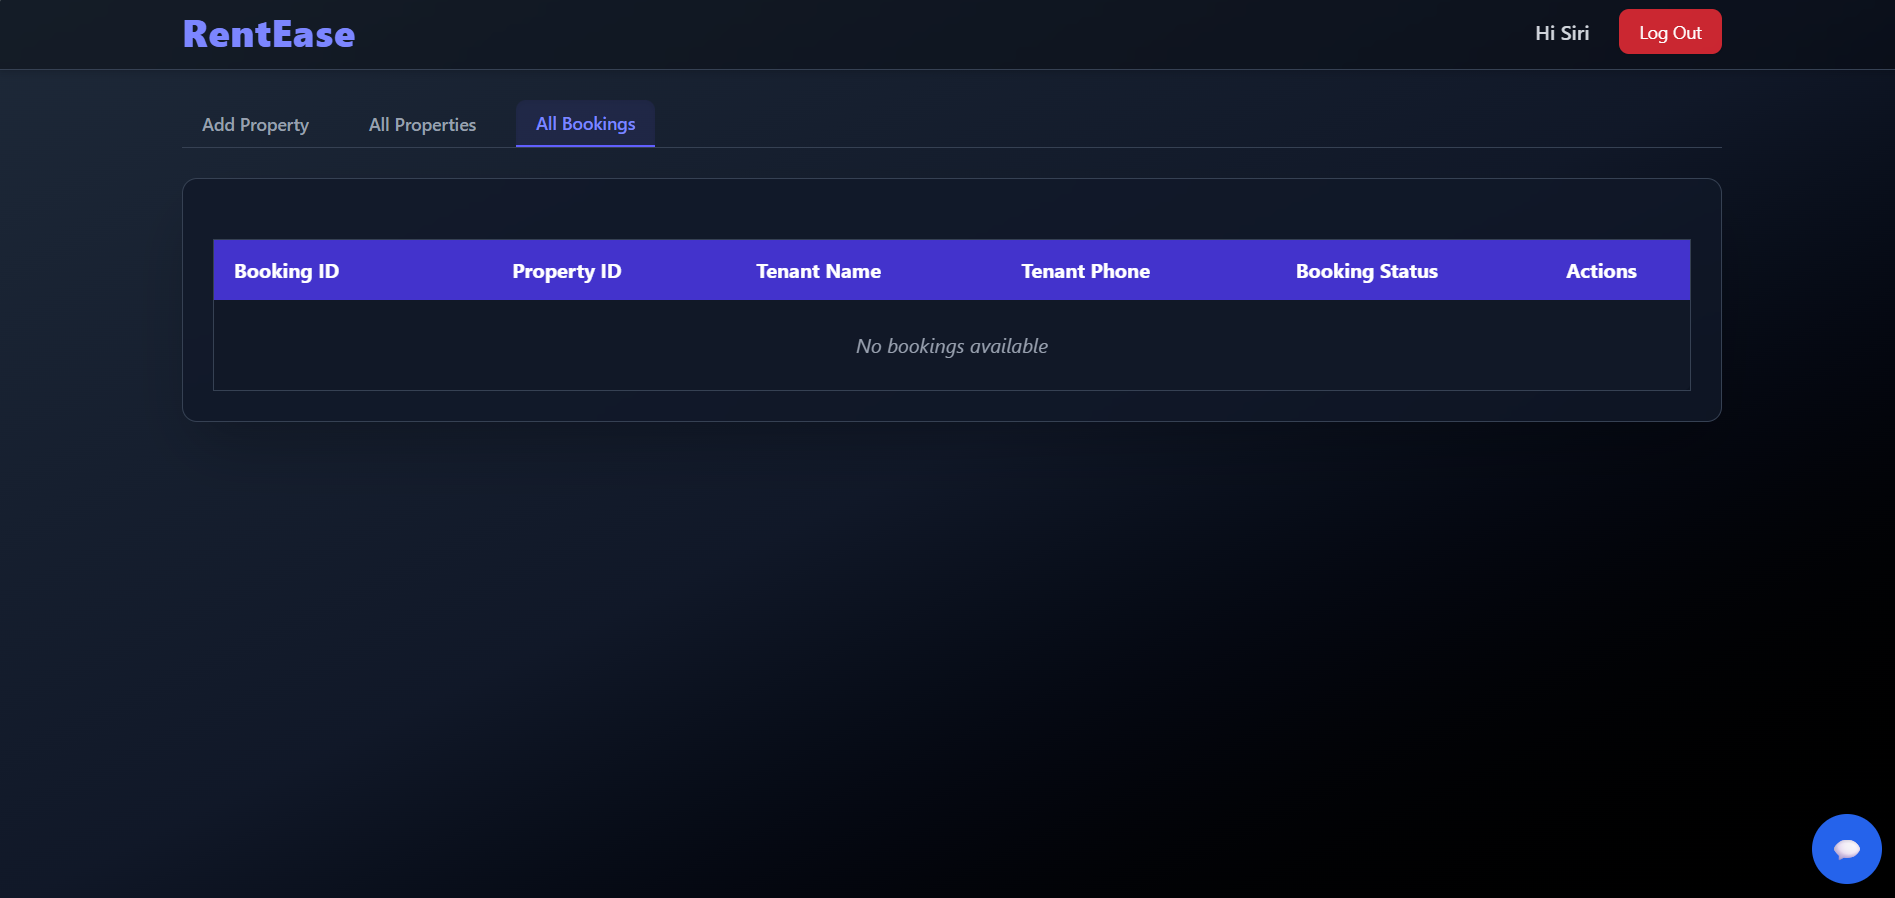 RentEase
Hi Siri
Log Out
Add Property
All Properties
All Bookings
Booking ID
Property ID
Tenant Name
Tenant Phone
Booking Status
Actions
No bookings available